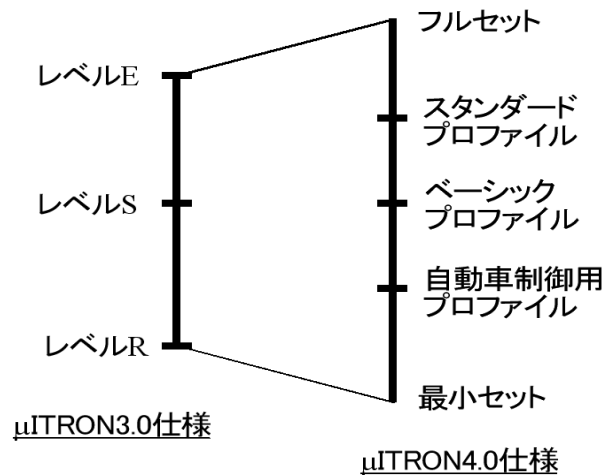 フルセット
レベルE
スタンダード
プロファイル
レベルS
ベーシック
プロファイル
自動車制御用
プロファイル
レベルR
最小セット
μITRON3.0仕様
μITRON4.0仕様